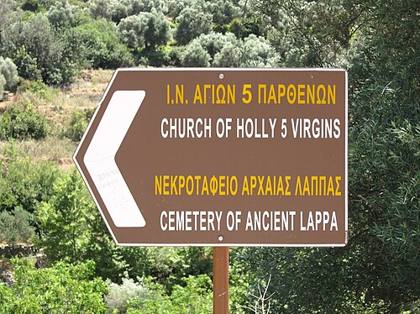 Ι.Ν. ΑΓΙΩΝ 5 ΠΑΡΘΕΝΩΝ
CHURCH OF HOLLY 5 VIRGINS
ΝΕΚΡΟΤΑΦΕΙΟ ΑΡΧΑΙΑΣ ΛΑΠΠΑΣ
CEMETERY OF ANCIENT LAPPA